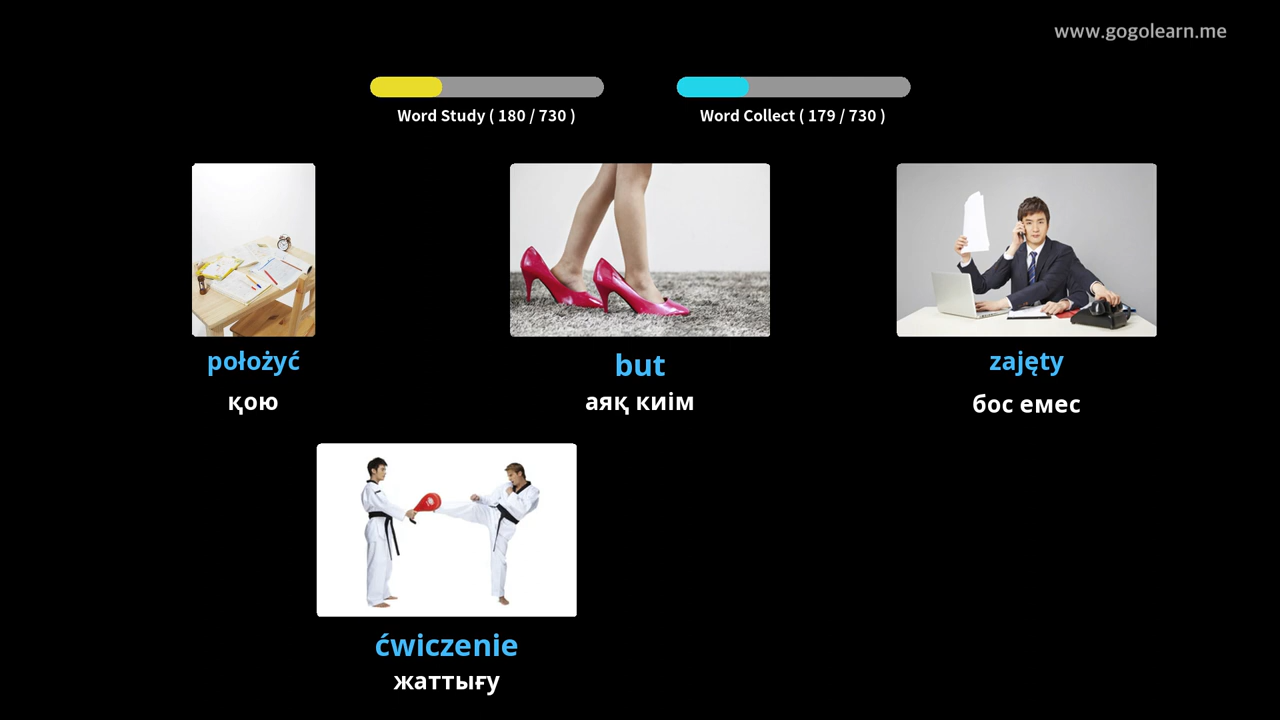 www.gogolearn.me
Word Study ( 180 / 730 )
Word Collect ( 179 / 730 )
położyć
қою
but
аяқ киім
zajęty
бос емес
ćwiczenie
жаттығу